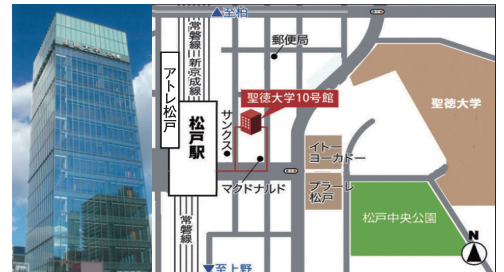 ▲至柏
常磐線
新京成線
郵便局
聖徳大学10号館
聖徳大学
アトレ松戸
サンクス
松戸駅
イトー
ヨーカドー
マクドナルド
プラーレ
松戸
松戸中央公園
常磐線
N
▼至上野